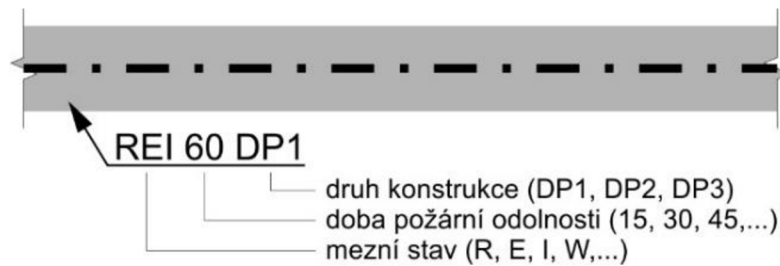 REI 60 DP1
druh konstrukce (DP1, DP2, DP3)
doba požární odolnosti (15, 30, 45,...)
mezní stav (R, E, I, W,...)